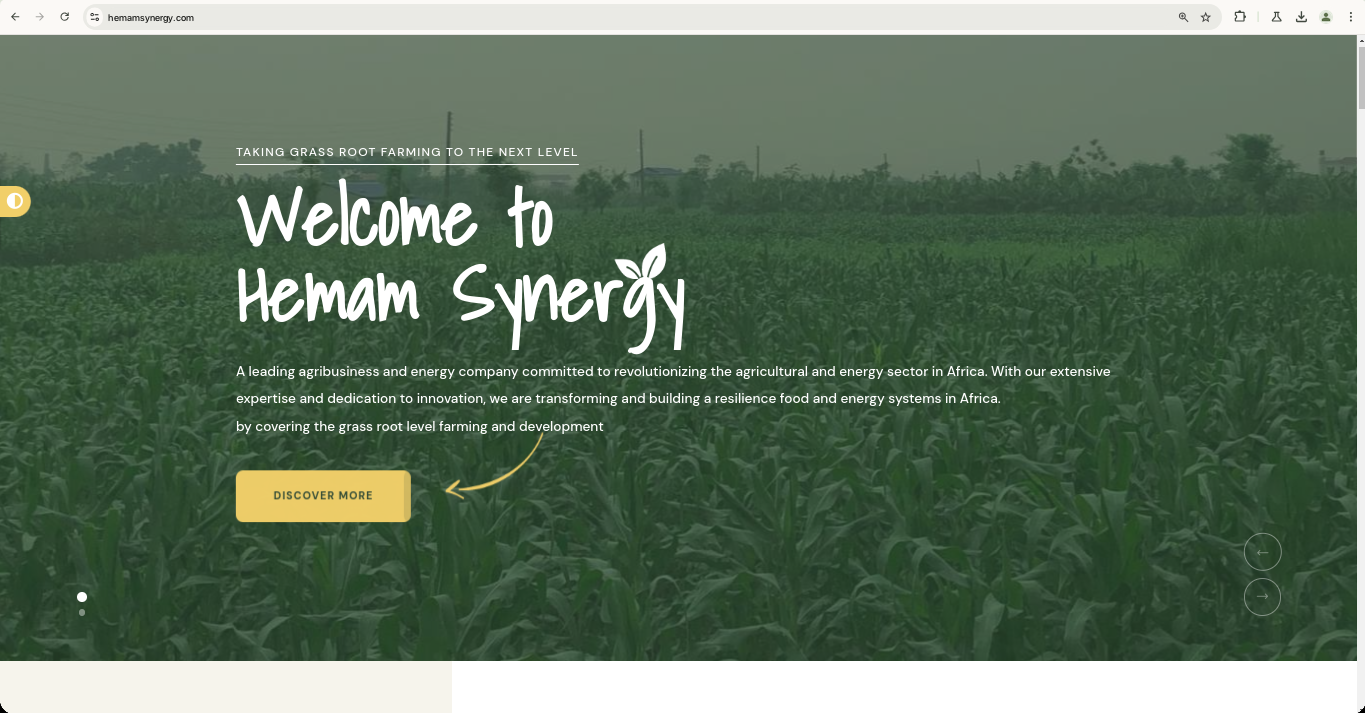 hemamsynergy.com
TAKING GRASS ROOT FARMING TO THE NEXT LEVEL
Welcome to
Hemam Synergy
A leading agribusiness and energy company committed to revolutionizing the agricultural and energy sector in Africa. With our extensive
expertise and dedication to innovation, we are transforming and building a resilience food and energy systems in Africa.
by covering the grass root level farming and development
DISCOVER MORE